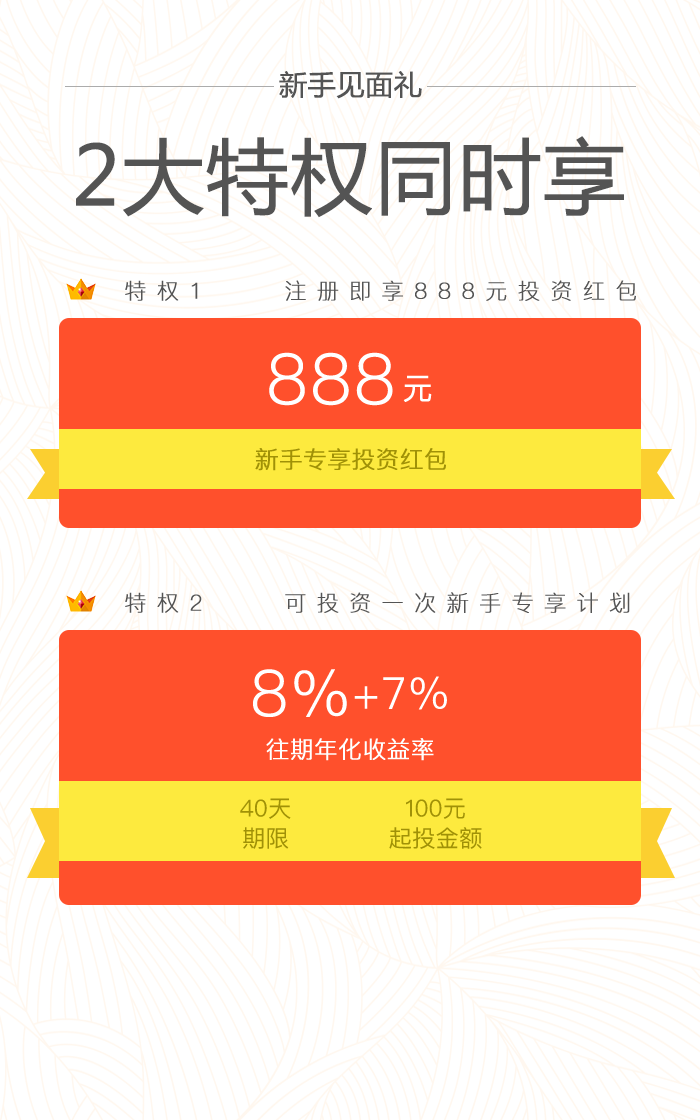 新手见面礼
2大特权同时享
特权1 注册即享888元投资红包
888元
新手专享投资红包
特权2 可投资一次新手专享计划
8%+7%
往期年化收益率
40天 100元
期限 起投金额